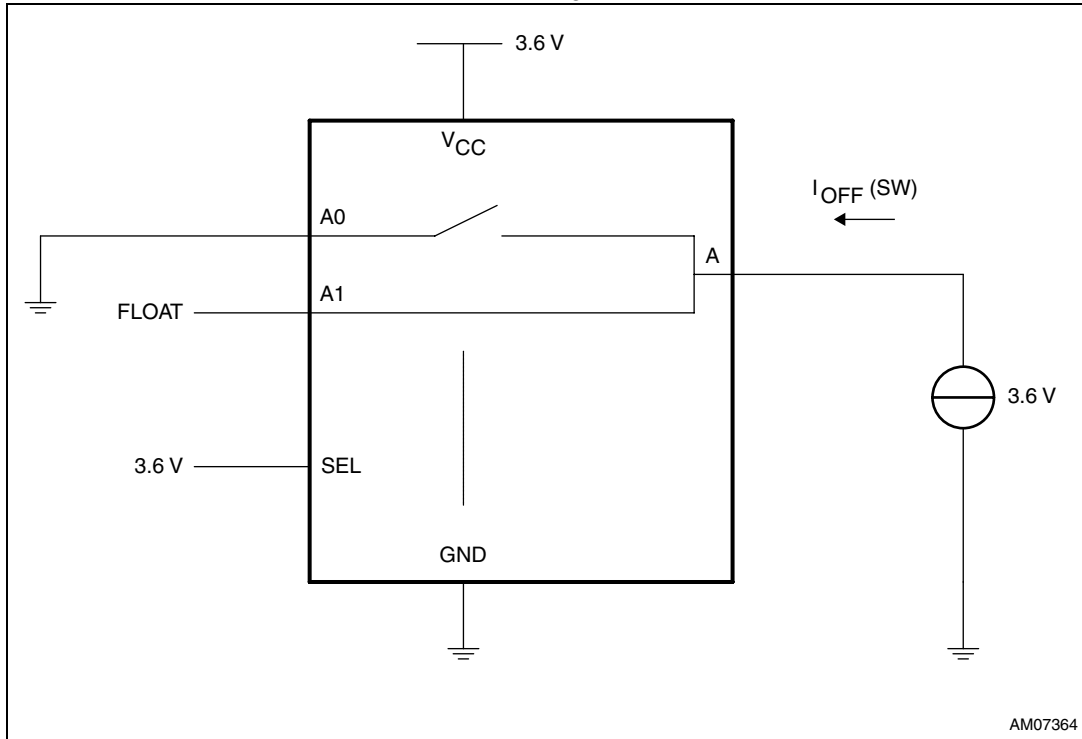 3.6 V
VCC
IOFF (SW)
A0
A
A1
FLOAT
3.6 V
3.6 V
SEL
GND
AM07364